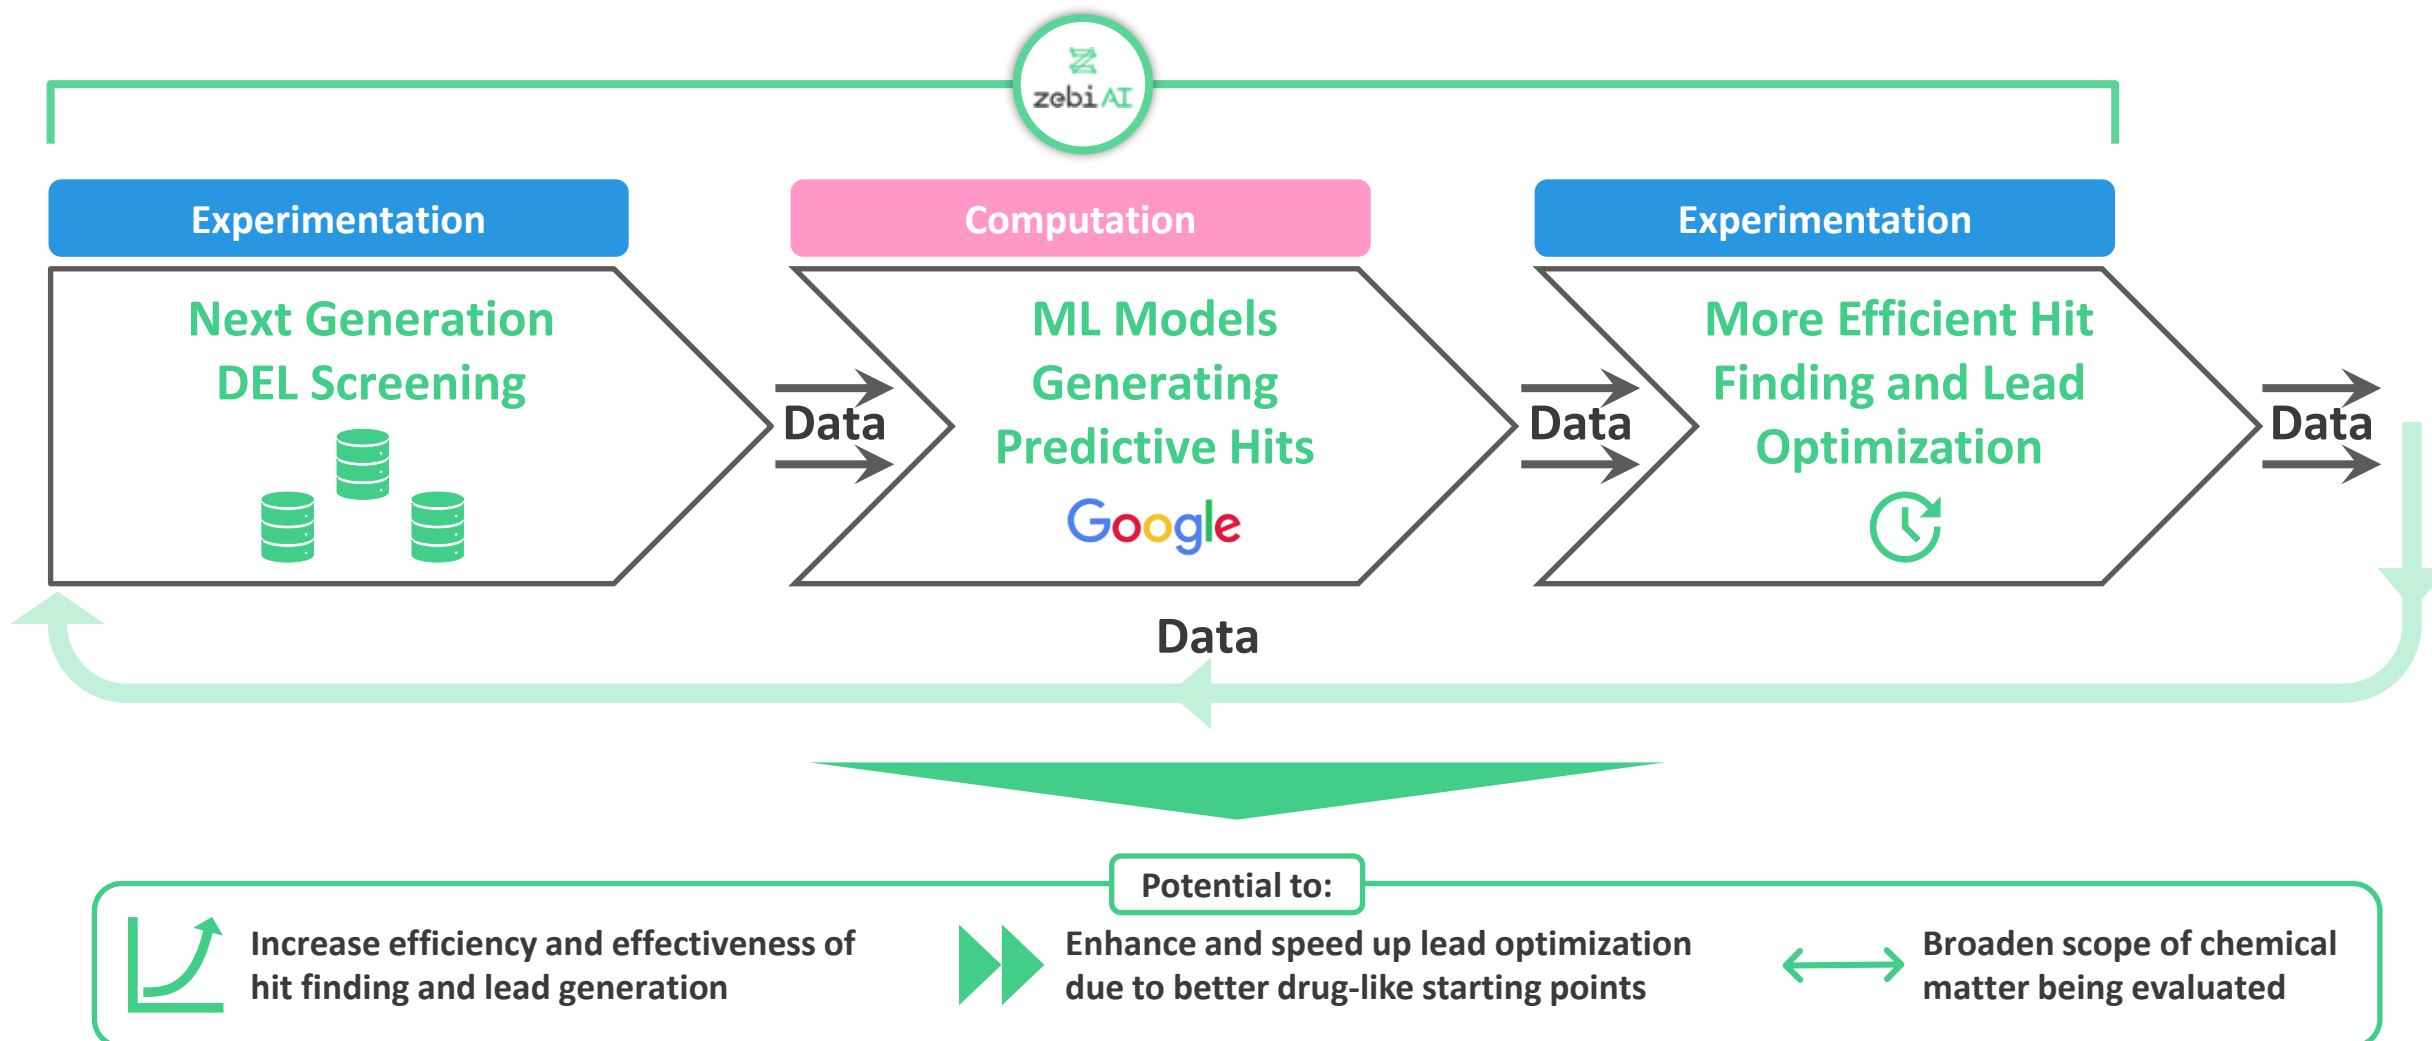 zebiAI
Experimentation
Computation
Experimentation
Next Generation
DEL Screening
Data
ML Models
Generating
Predictive Hits
Google
Data
More Efficient Hit
Finding and Lead
Optimization
Data
Data
Potential to:
Increase efficiency and effectiveness of
hit finding and lead generation
Enhance and speed up lead optimization
due to better drug-like starting points
Broaden scope of chemical
matter being evaluated